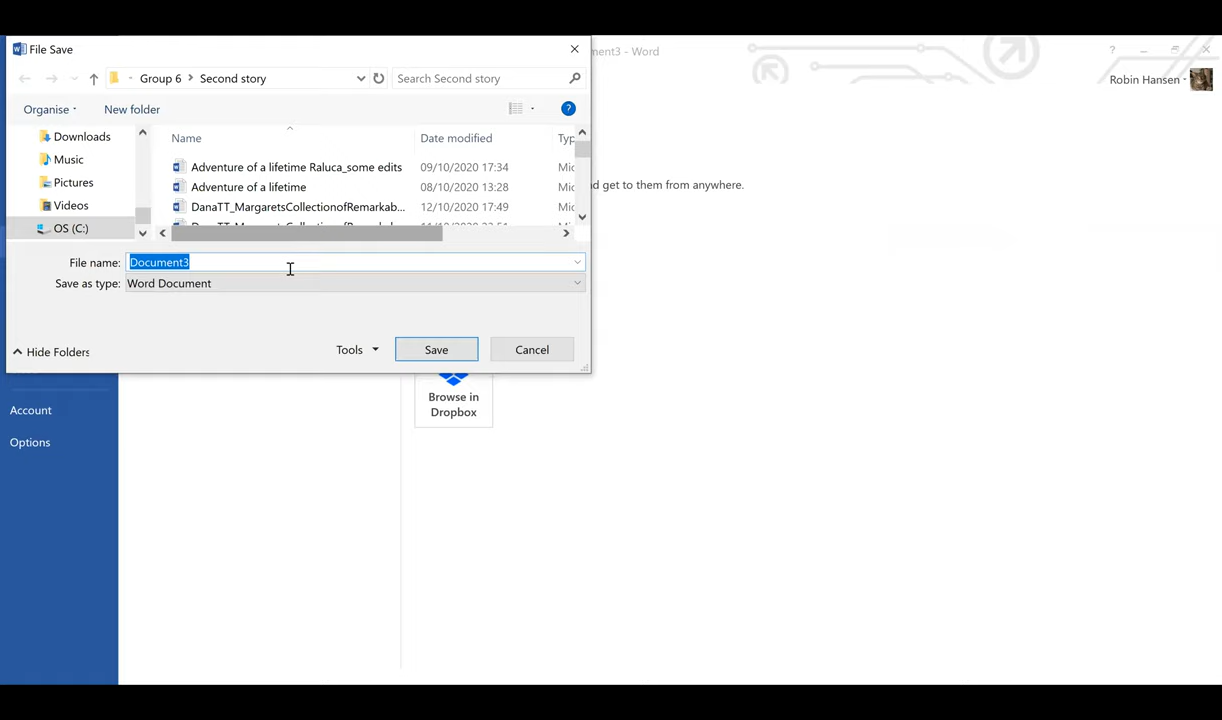 File Save
ment3 - Word
?
Robin Hansen
Group 6 > Second story
Search Second story
Organise
New folder
?
Downloads
Music
Pictures
Videos
OS (C:)
Name
Date modified
Typ
Adventure of a lifetime Raluca_some edits
09/10/2020 17:34
Mic
Adventure of a lifetime
08/10/2020 13:28
Mic
DanaTT_MargaretsCollectionofRemarkab...
12/10/2020 17:49
Mic
nd get to them from anywhere.
File name: Document3
Save as type: Word Document
Hide Folders
Tools
Save
Cancel
Browse in
Dropbox
Account
Options